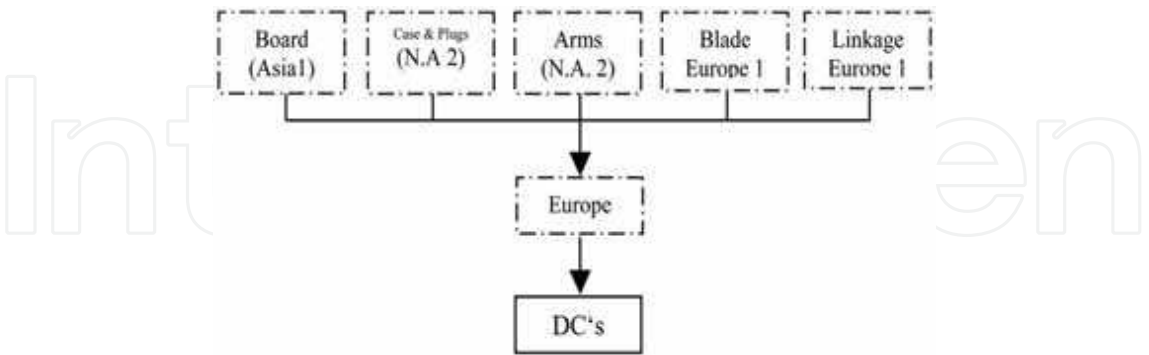 Board
(Asia1)
Case & Plugs
(N.A 2)
Arms
(N.A. 2)
Blade
Europe 1
Linkage
Europe 1
Europe
DC‘s